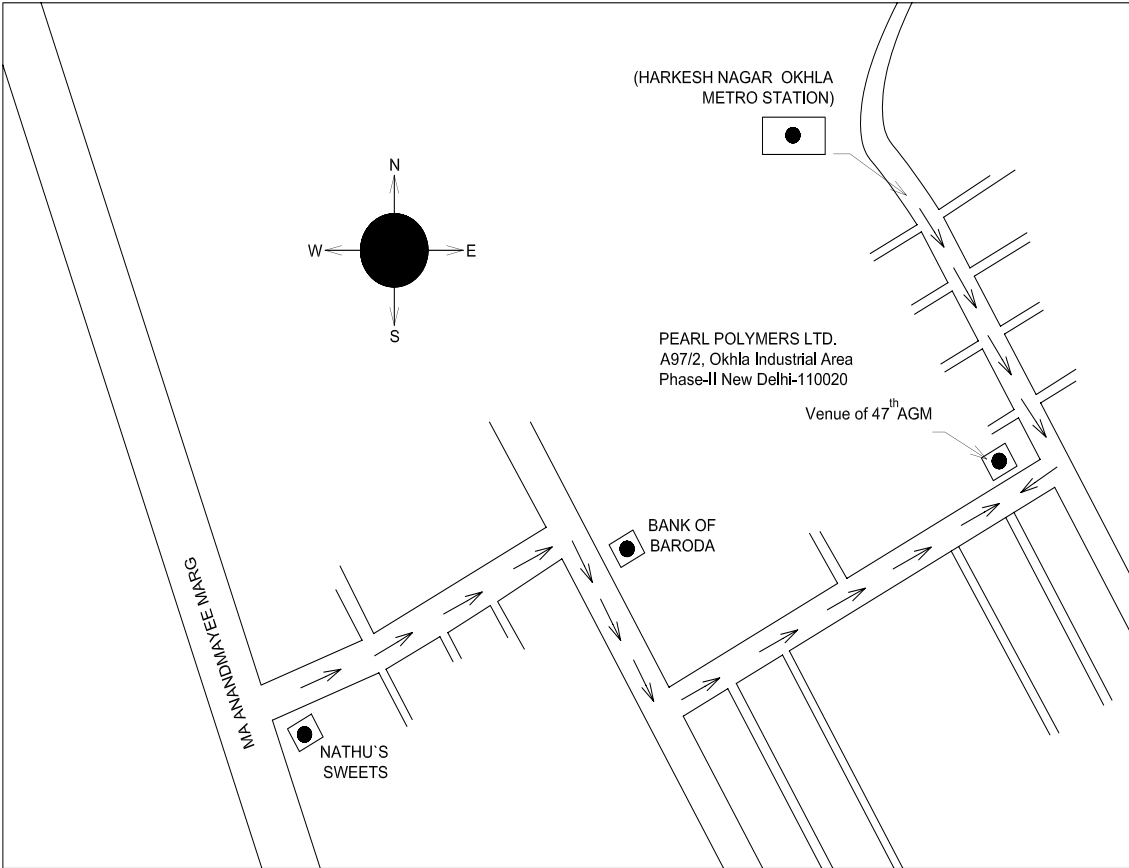 (HARKESH NAGAR OKHLA
METRO STATION)
N
W
E
S
PEARL POLYMERS LTD.
A97/2, Okhla Industrial Area
Phase-II New Delhi-110020
Venue of 47th AGM
BANK OF
BARODA
MA ANANDMAYEE MARG
NATHU`S
SWEETS